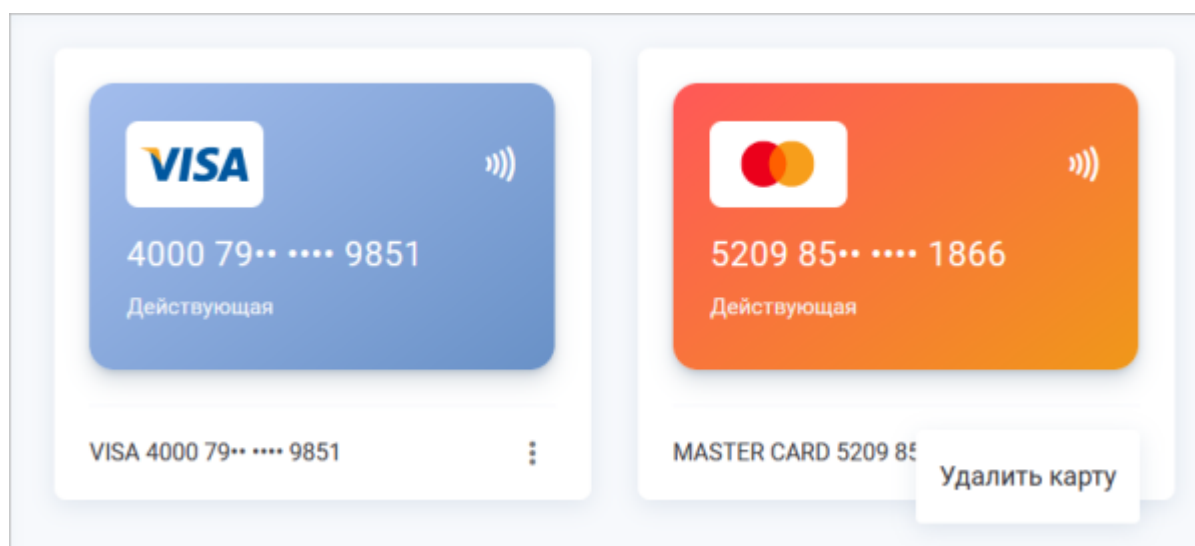 VISA
4000 79•• •••• 9851
Действующая
VISA 4000 79•• •••• 9851
5209 85•• •••• 1866
Действующая
MASTER CARD 5209 85
Удалить карту